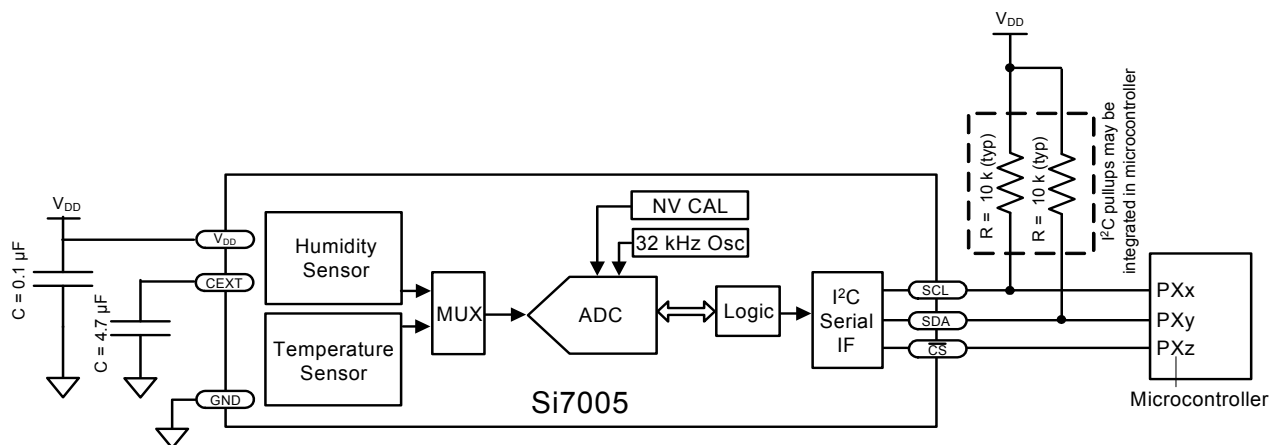 VDD
R = 10 k (typ)
R = 10 k (typ)
I²C pullups may be
integrated in microcontroller
VDD
C = 0.1 µF
C = 4.7 µF
VDD
CEXT
GND
Humidity
Sensor
Temperature
Sensor
MUX
NV CAL
32 kHz Osc
ADC
Logic
I²C
Serial
IF
SCL
SDA
C̅S̅
PXx
PXy
PXz
Microcontroller
Si7005